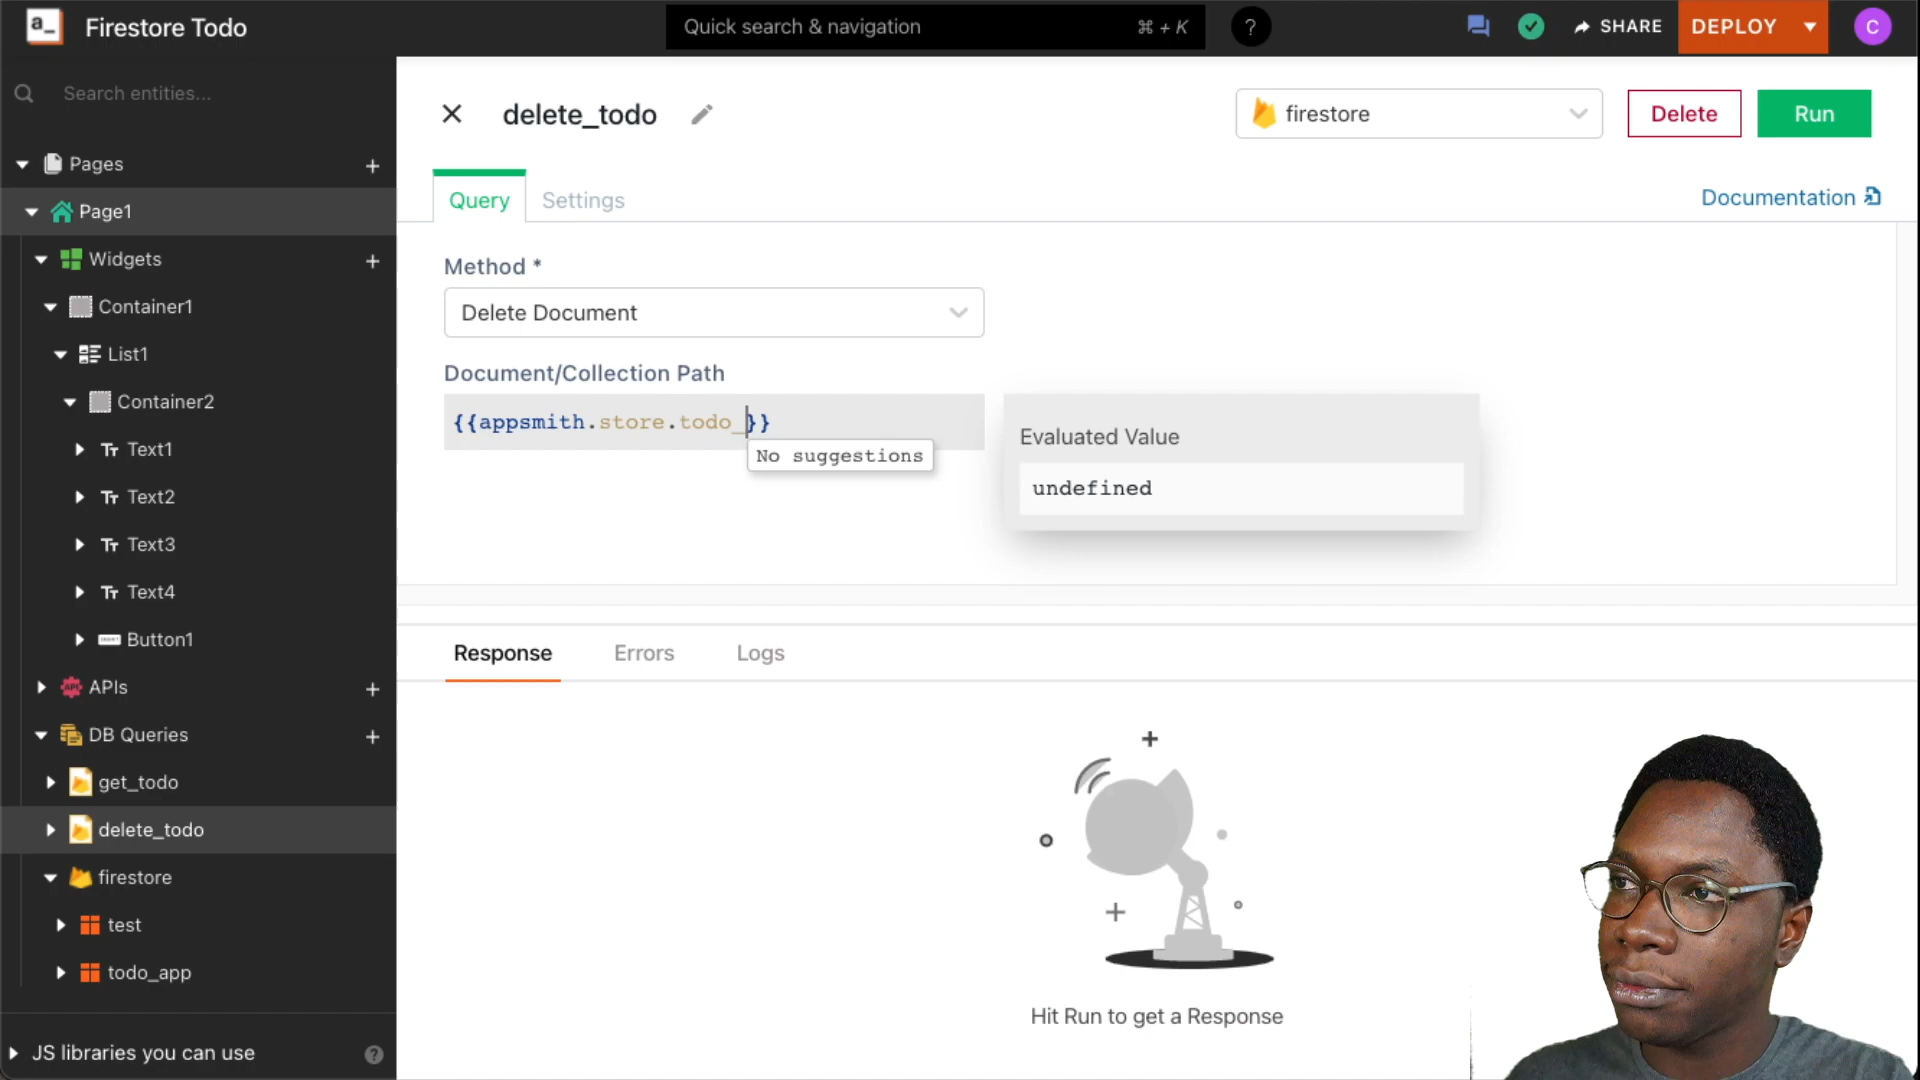 a_
Firestore Todo
Quick search & navigation
⌘ + K
?
SHARE
DEPLOY
C
Search entities...
Pages
Page1
Widgets
Container1
List1
Container2
Text1
Text2
Text3
Text4
Button1
APIs
DB Queries
get_todo
delete_todo
firestore
test
todo_app
JS libraries you can use
?
delete_todo
firestore
Delete
Run
Query
Settings
Documentation
Method *
Delete Document
Document/Collection Path
{{appsmith.store.todo_}}
No suggestions
Evaluated Value
undefined
Response
Errors
Logs
Hit Run to get a Response